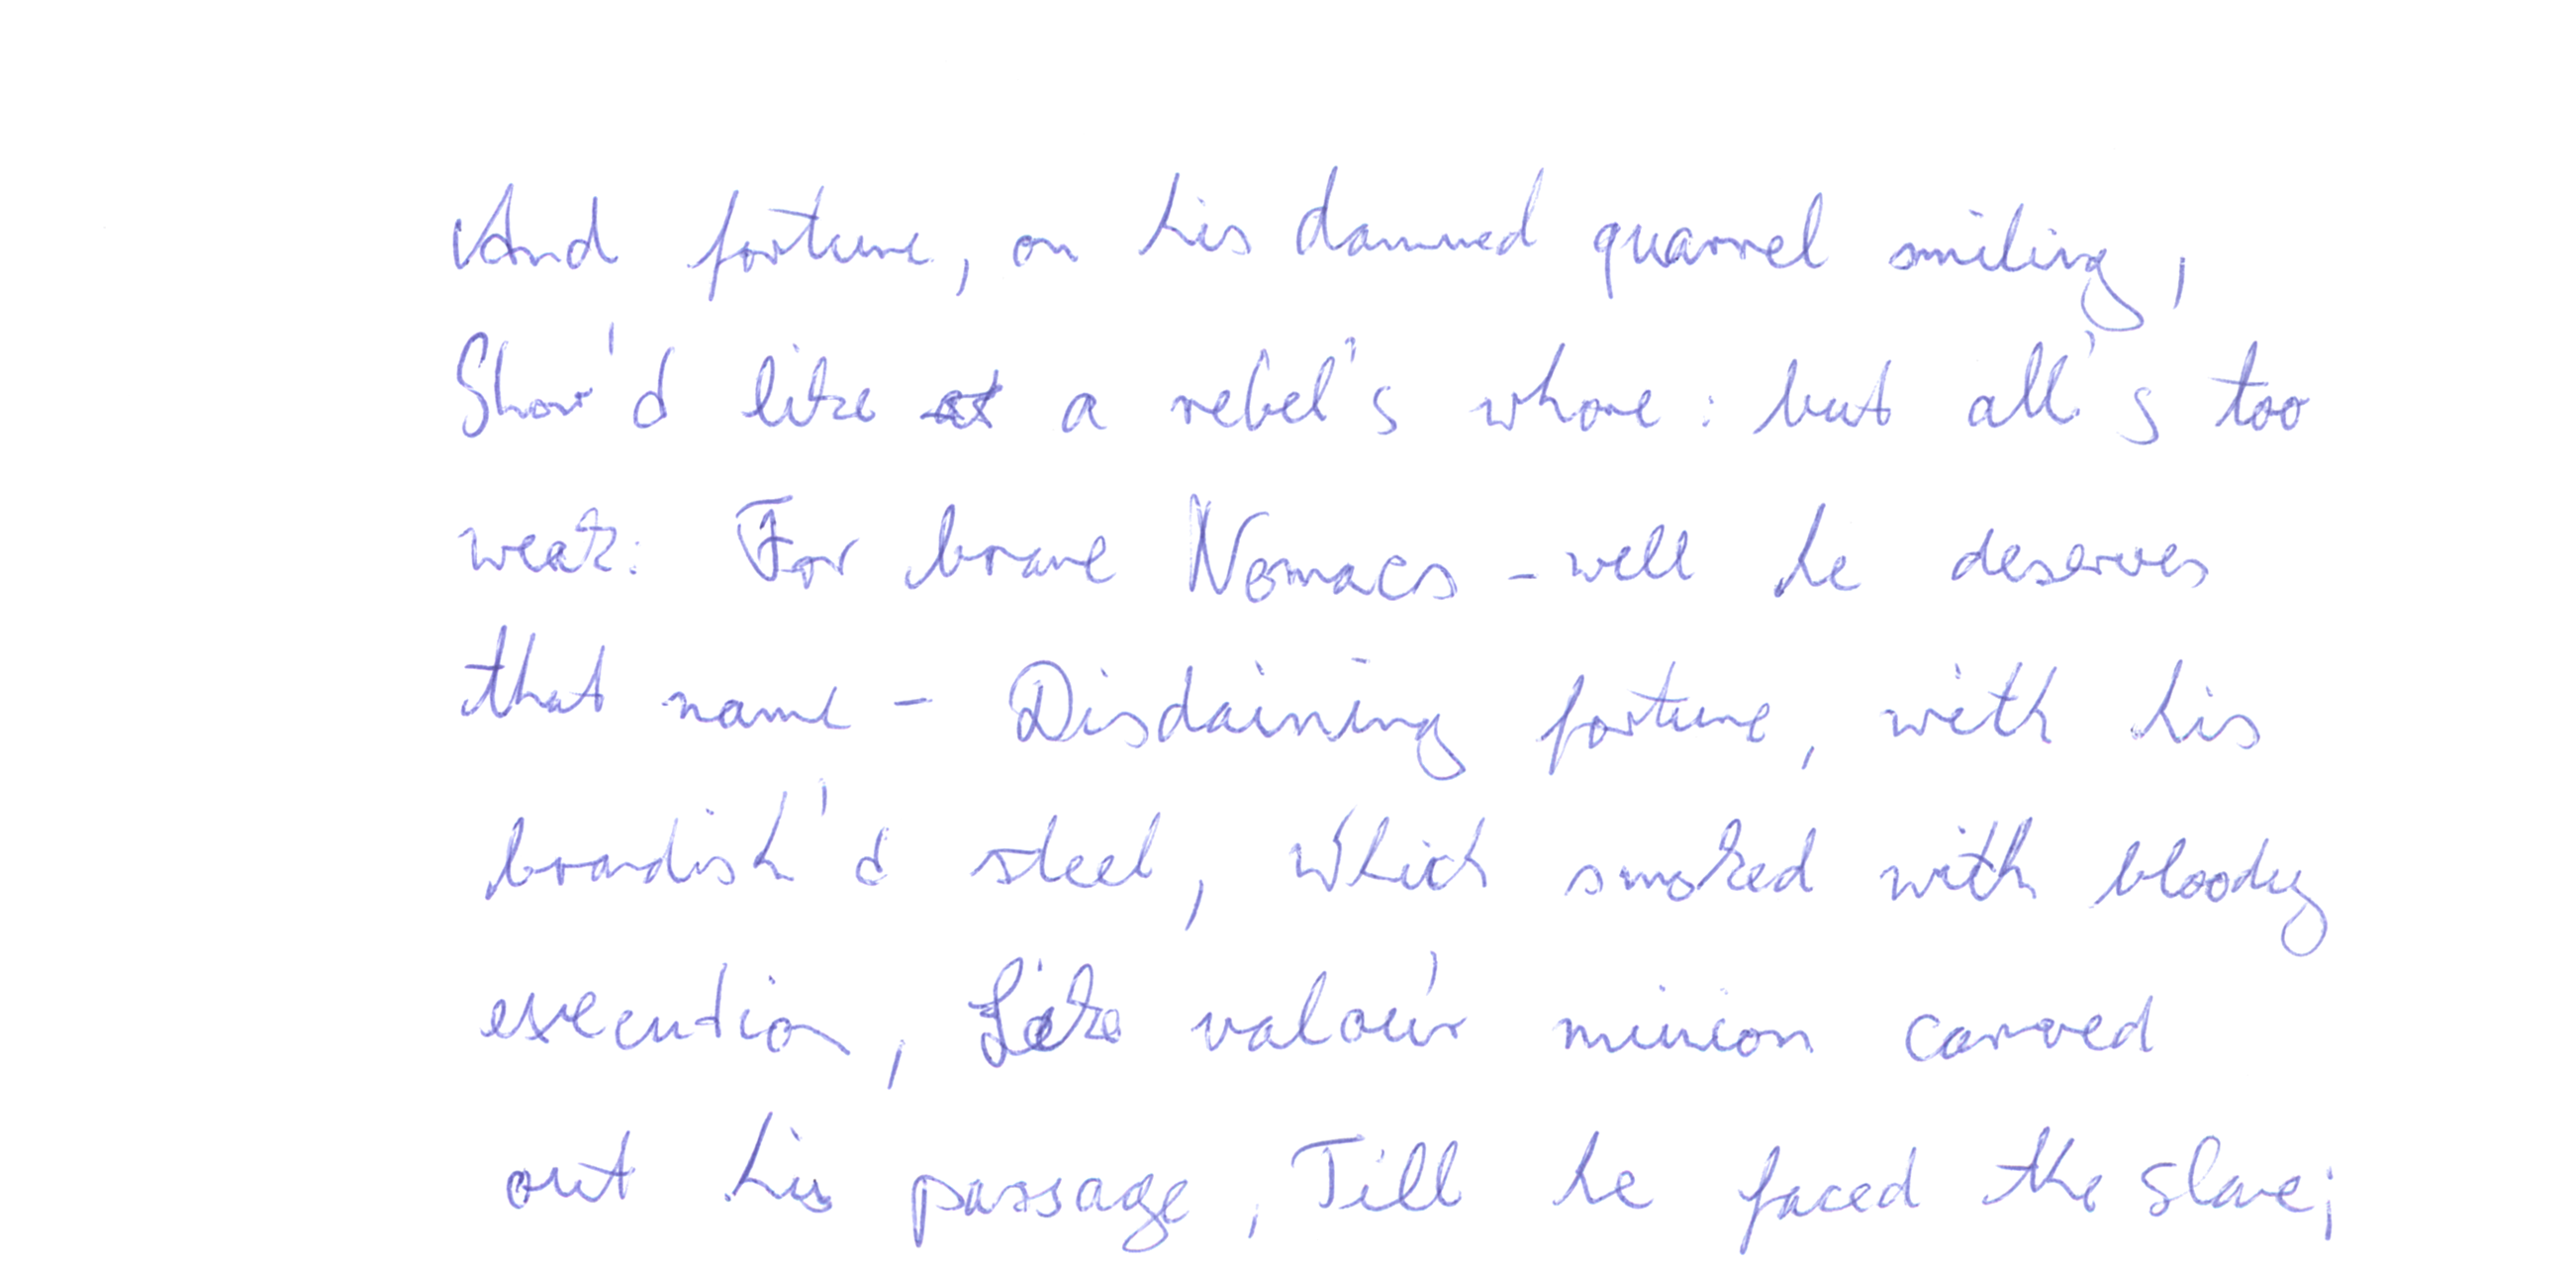 And fortune, on his damned quarrel smiling,
Show'd like a rebel's whore: but all's too
weak: For brave Nomacs - well he deserves
that name - Disdaining fortune, with his
brandish'd steel, Which smoked with bloody
execution, Like valour's minion carved
out his passage, Till he faced the slave;